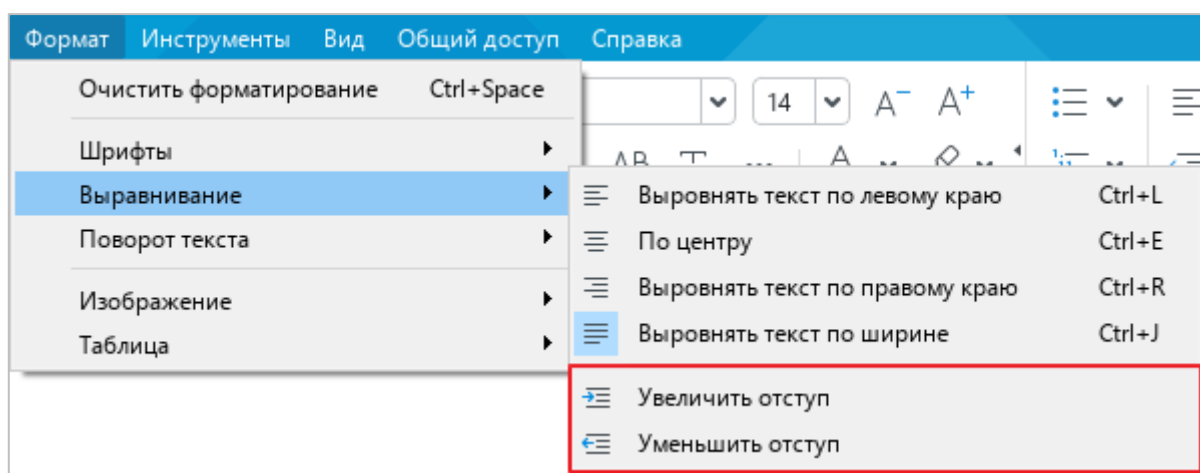 Формат Инструменты Вид Общий доступ Справка
Очистить форматирование Ctrl+Space
14 A⁻ A⁺
Шрифты
Выравнивание
Выровнять текст по левому краю Ctrl+L
Поворот текста
По центру Ctrl+E
Изображение
Выровнять текст по правому краю Ctrl+R
Таблица
Выровнять текст по ширине Ctrl+J
Увеличить отступ
Уменьшить отступ